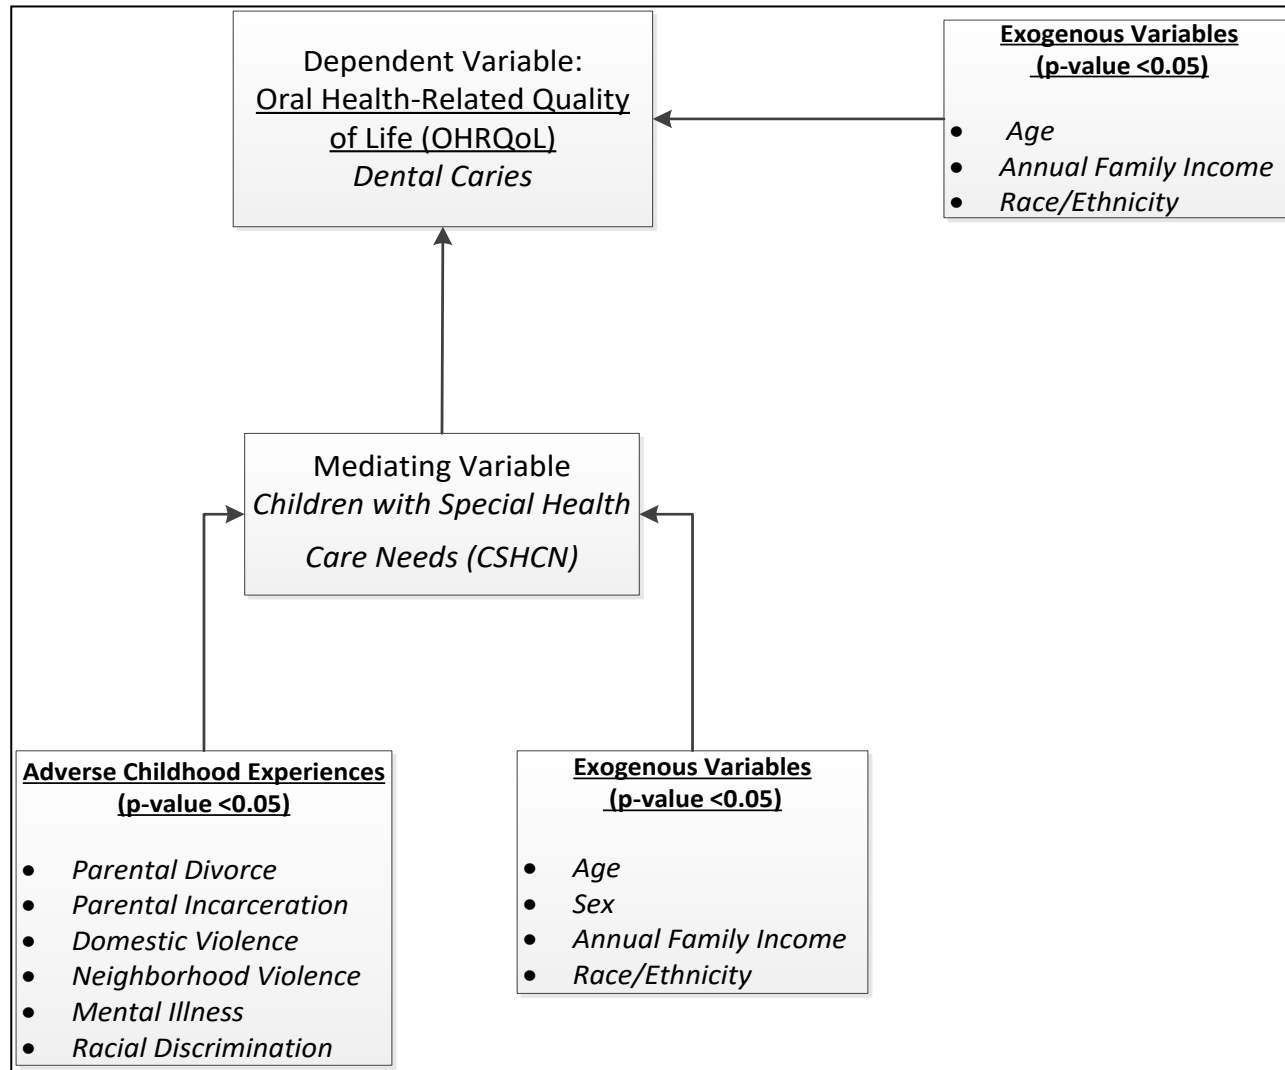 Dependent Variable:
Oral Health-Related Quality
of Life (OHRQoL)
Dental Caries
Exogenous Variables
(p-value <0.05)
• Age
• Annual Family Income
• Race/Ethnicity
Mediating Variable
Children with Special Health
Care Needs (CSHCN)
Adverse Childhood Experiences
(p-value <0.05)
• Parental Divorce
• Parental Incarceration
• Domestic Violence
• Neighborhood Violence
• Mental Illness
• Racial Discrimination
Exogenous Variables
(p-value <0.05)
• Age
• Sex
• Annual Family Income
• Race/Ethnicity